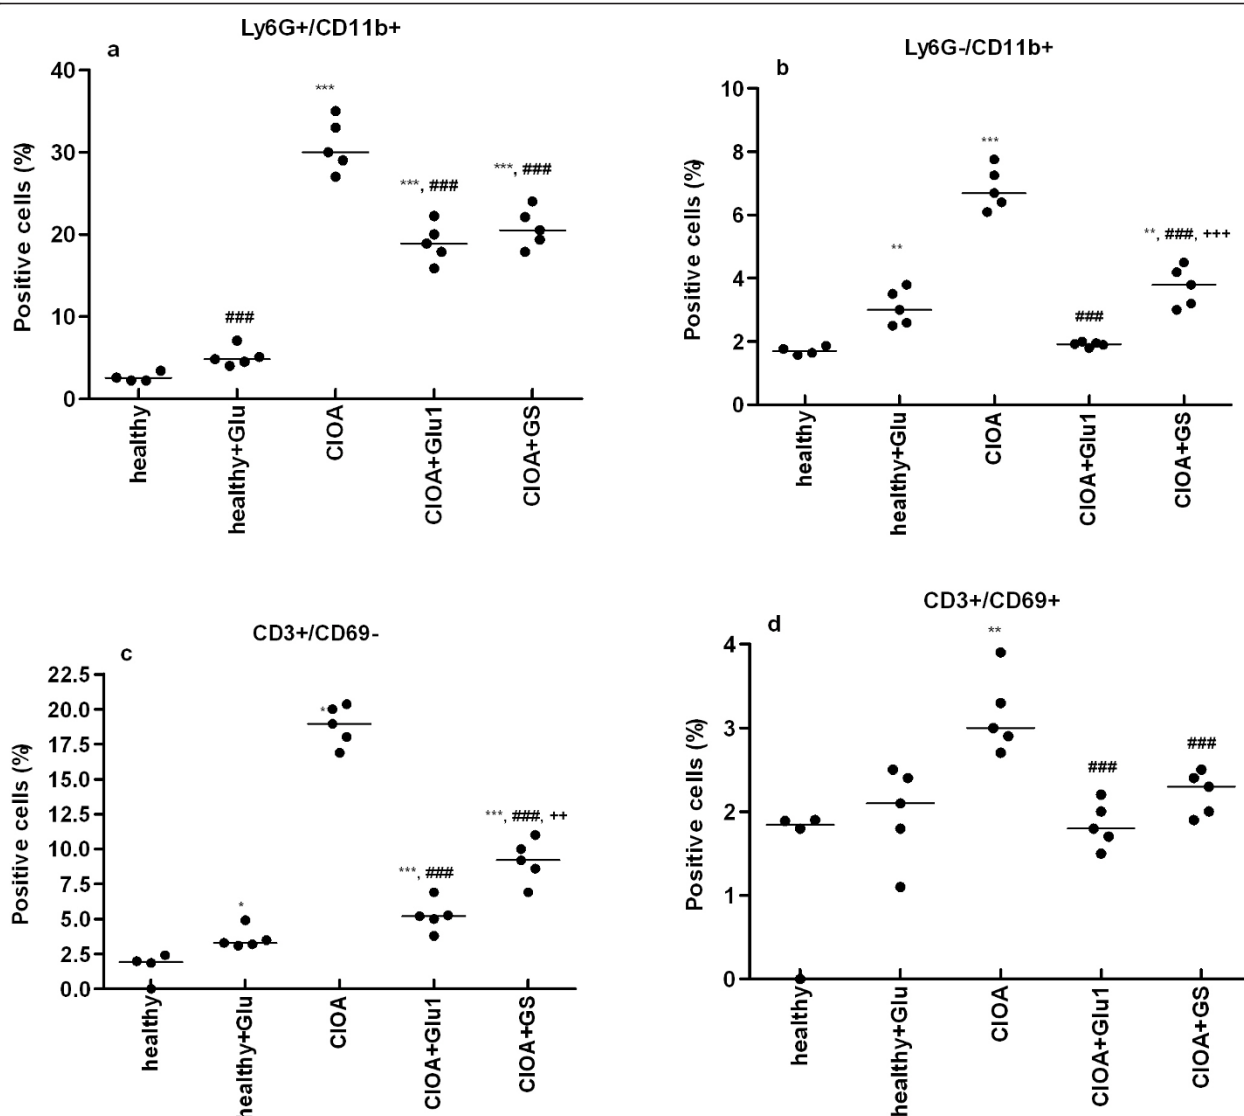 Ly6G+/CD11b+
a
Positive cells (%)
40
30
20
10
0
***
***, ###
***, ###
###
healthy
healthy+Glu
CIOA
CIOA+Glu1
CIOA+GS
Ly6G-/CD11b+
b
Positive cells (%)
10
8
6
4
2
0
**
***
###
**, ###, +++
healthy
healthy+Glu
CIOA
CIOA+Glu1
CIOA+GS
CD3+/CD69-
c
Positive cells (%)
22.5
20.0
17.5
15.0
12.5
10.0
7.5
5.0
2.5
0.0
*
*
***, ###
***, ###, ++
healthy
healthy+Glu
CIOA
CIOA+Glu1
CIOA+GS
CD3+/CD69+
d
Positive cells (%)
4
3
2
1
0
**
###
###
healthy
healthy+Glu
CIOA
CIOA+Glu1
CIOA+GS